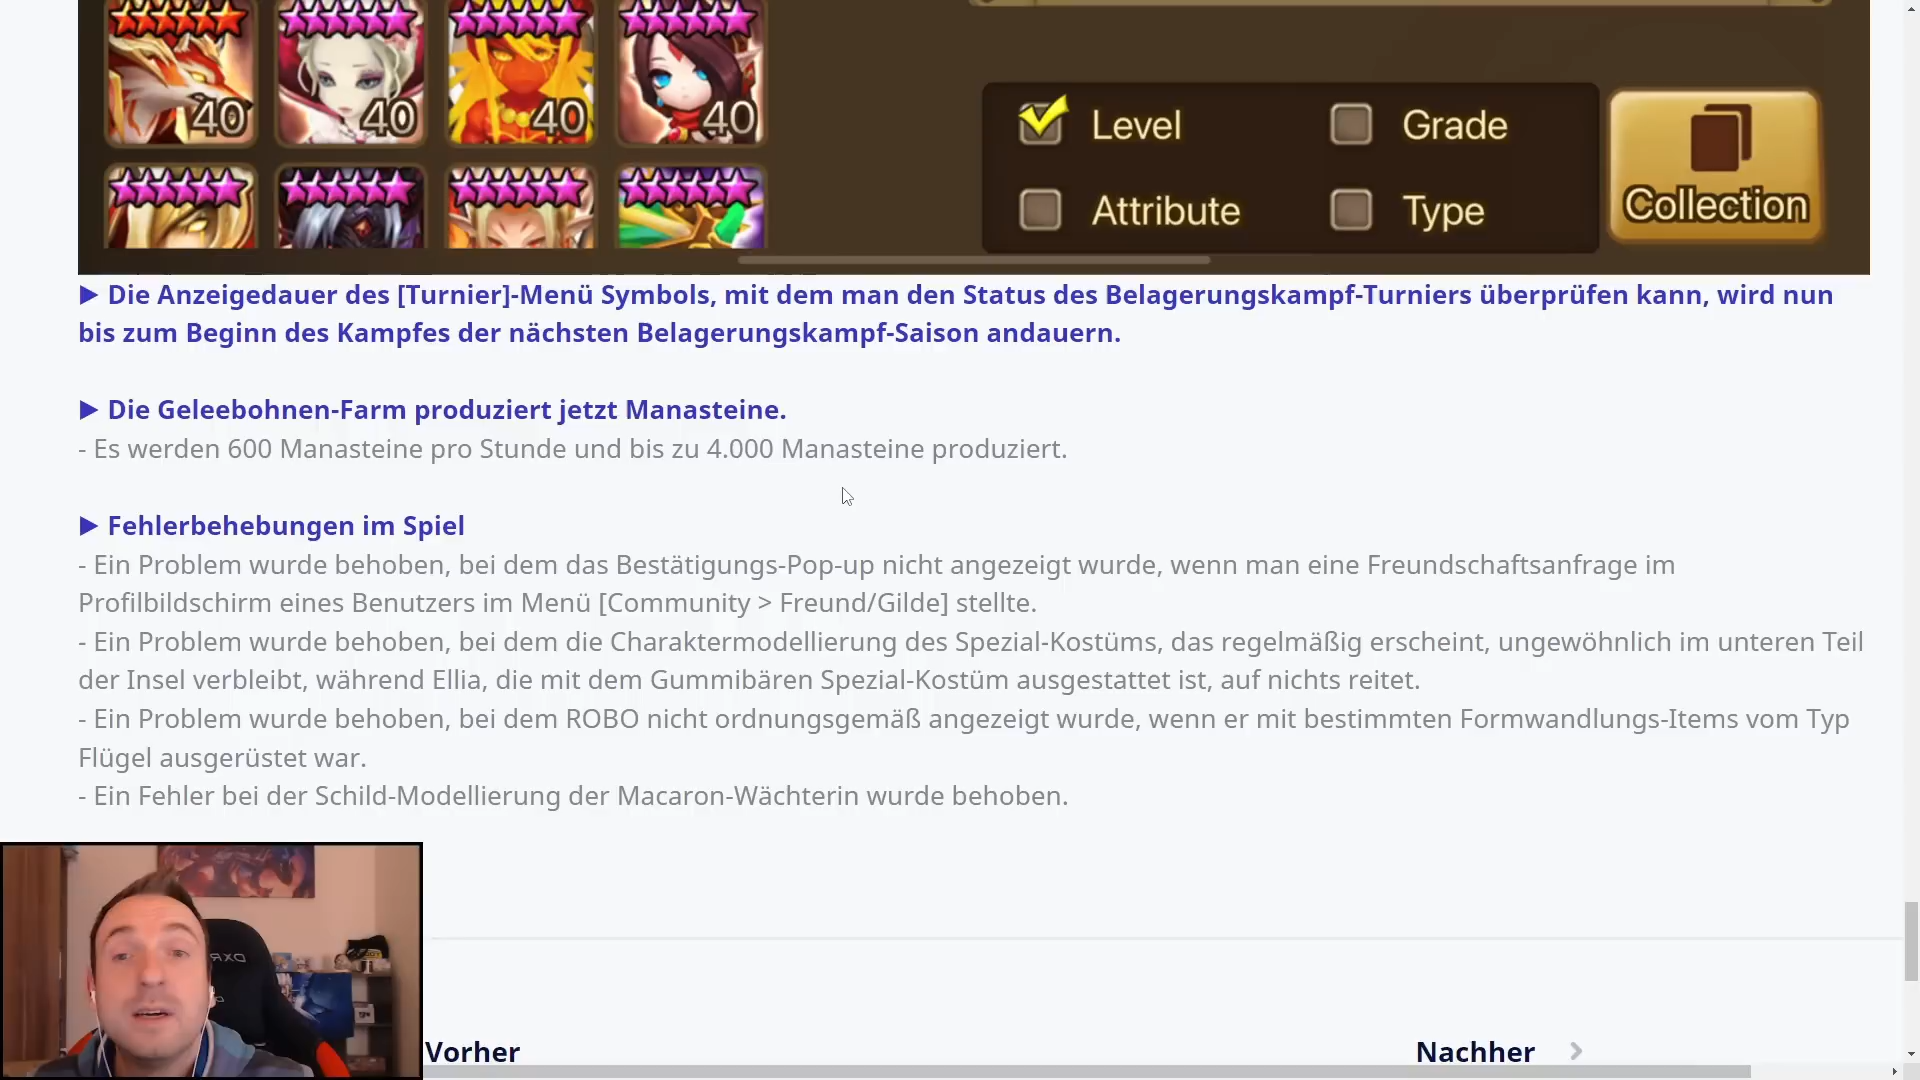 40 40 40 40
Level Grade
Attribute Type
Collection
▶ Die Anzeigedauer des [Turnier]-Menü Symbols, mit dem man den Status des Belagerungskampf-Turniers überprüfen kann, wird nun
bis zum Beginn des Kampfes der nächsten Belagerungskampf-Saison andauern.
▶ Die Geleebohnen-Farm produziert jetzt Manasteine.
- Es werden 600 Manasteine pro Stunde und bis zu 4.000 Manasteine produziert.
▶ Fehlerbehebungen im Spiel
- Ein Problem wurde behoben, bei dem das Bestätigungs-Pop-up nicht angezeigt wurde, wenn man eine Freundschaftsanfrage im
Profilbildschirm eines Benutzers im Menü [Community > Freund/Gilde] stellte.
- Ein Problem wurde behoben, bei dem die Charaktermodellierung des Spezial-Kostüms, das regelmäßig erscheint, ungewöhnlich im unteren Teil
der Insel verbleibt, während Ellia, die mit dem Gummibären Spezial-Kostüm ausgestattet ist, auf nichts reitet.
- Ein Problem wurde behoben, bei dem ROBO nicht ordnungsgemäß angezeigt wurde, wenn er mit bestimmten Formwandlungs-Items vom Typ
Flügel ausgerüstet war.
- Ein Fehler bei der Schild-Modellierung der Macaron-Wächterin wurde behoben.
Vorher Nachher